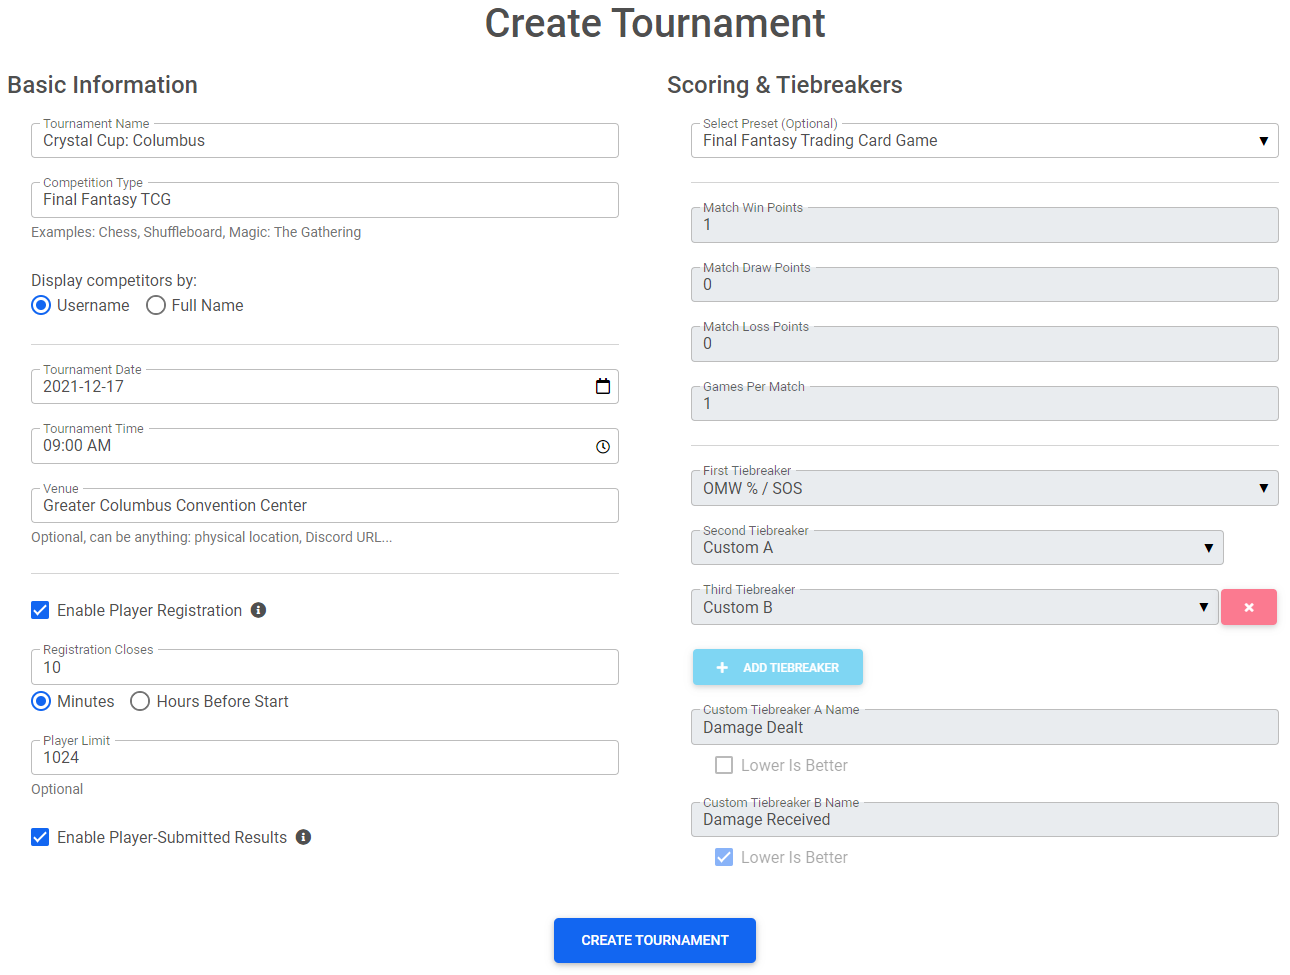 Create Tournament
Basic Information
Tournament Name
Crystal Cup: Columbus
Competition Type
Final Fantasy TCG
Examples: Chess, Shuffleboard, Magic: The Gathering
Display competitors by:
Username Full Name
Tournament Date
2021-12-17
Tournament Time
09:00 AM
Venue
Greater Columbus Convention Center
Optional, can be anything: physical location, Discord URL...
Enable Player Registration
Registration Closes
10
Minutes Hours Before Start
Player Limit
1024
Optional
Enable Player-Submitted Results
Scoring & Tiebreakers
Select Preset (Optional)
Final Fantasy Trading Card Game
Match Win Points
1
Match Draw Points
0
Match Loss Points
0
Games Per Match
1
First Tiebreaker
OMW % / SOS
Second Tiebreaker
Custom A
Third Tiebreaker
Custom B
ADD TIEBREAKER
Custom Tiebreaker A Name
Damage Dealt
Lower Is Better
Custom Tiebreaker B Name
Damage Received
Lower Is Better
CREATE TOURNAMENT